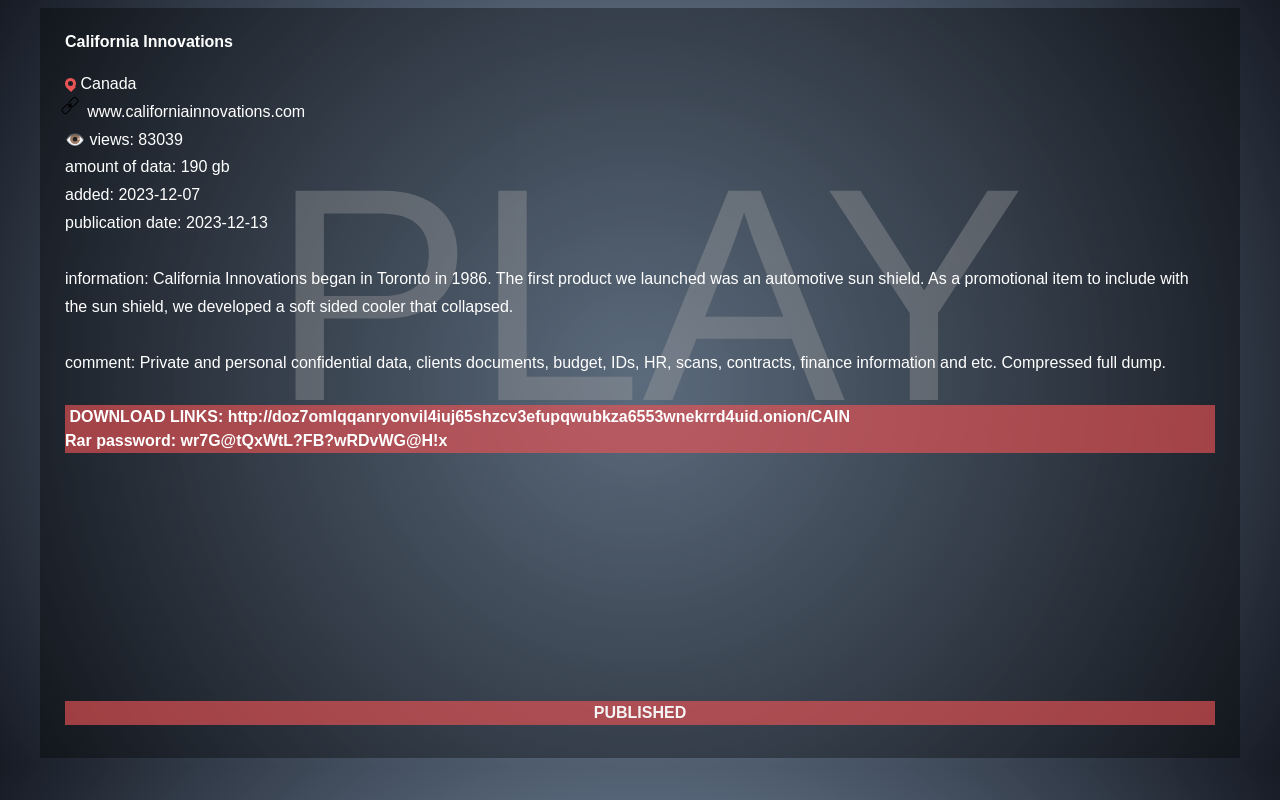 PLAY
California Innovations
Canada
www.californiainnovations.com
views: 83039
amount of data: 190 gb
added: 2023-12-07
publication date: 2023-12-13
information: California Innovations began in Toronto in 1986. The first product we launched was an automotive sun shield. As a promotional item to include with
the sun shield, we developed a soft sided cooler that collapsed.
comment: Private and personal confidential data, clients documents, budget, IDs, HR, scans, contracts, finance information and etc. Compressed full dump.
DOWNLOAD LINKS: http://doz7omlqqanryonvil4iuj65shzcv3efupqwubkza6553wnekrrd4uid.onion/CAIN
Rar password: wr7G@tQxWtL?FB?wRDvWG@H!x
PUBLISHED